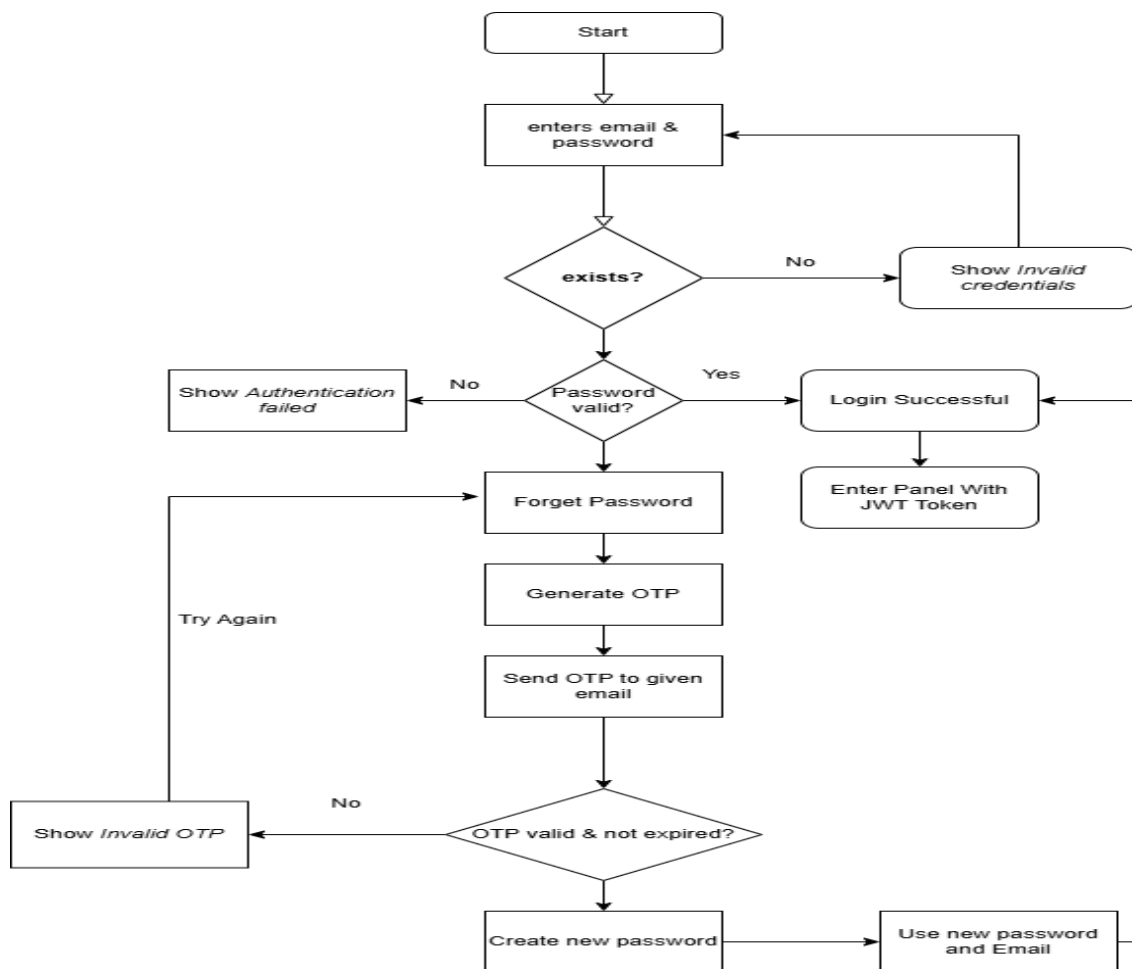 Start
enters email &
password
exists?
No
Show Invalid
credentials
Show Authentication
failed
No
Password
valid?
Yes
Login Successful
Forget Password
Enter Panel With
JWT Token
Generate OTP
Try Again
Send OTP to given
email
No
Show Invalid OTP
OTP valid & not expired?
Create new password
Use new password
and Email